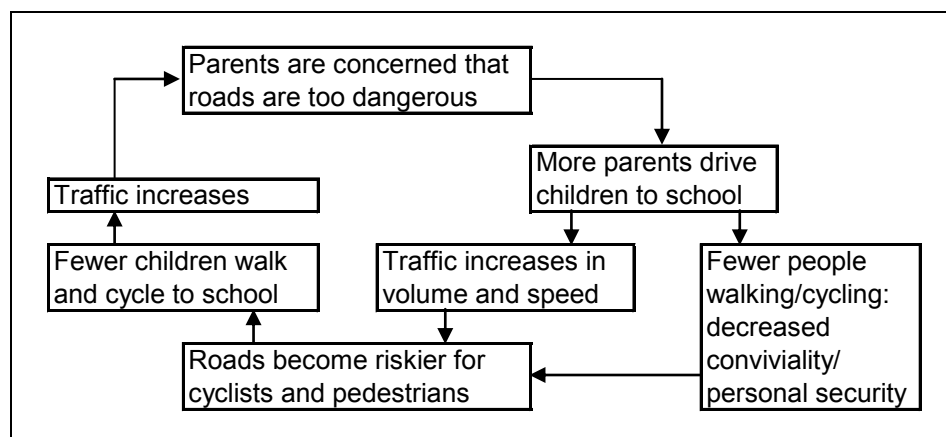 Parents are concerned that
roads are too dangerous
More parents drive
children to school
Traffic increases
Fewer children walk
and cycle to school
Traffic increases in
volume and speed
Fewer people
walking/cycling:
decreased
conviviality/
personal security
Roads become riskier for
cyclists and pedestrians